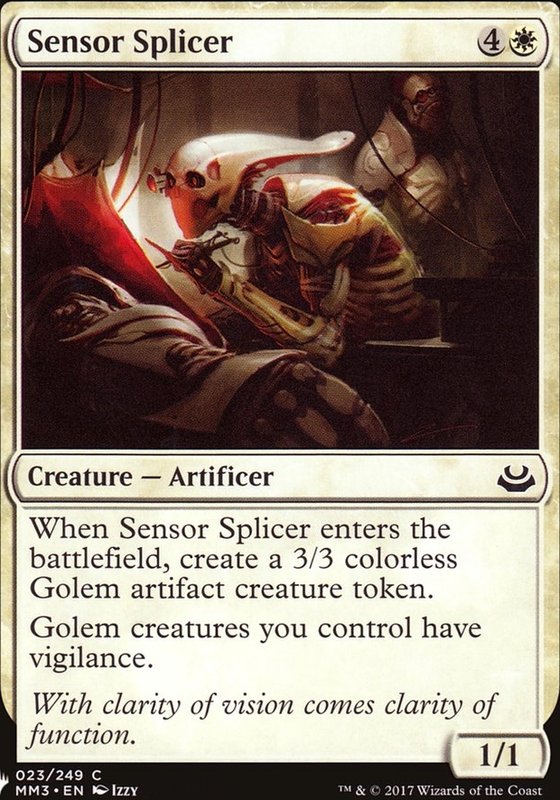 Sensor Splicer 4
Creature — Artificer
When Sensor Splicer enters the
battlefield, create a 3/3 colorless
Golem artifact creature token.
Golem creatures you control have
vigilance.
With clarity of vision comes clarity of
function.
1/1
023/249 C
MM3 • EN Izzy
™ & © 2017 Wizards of the Coast